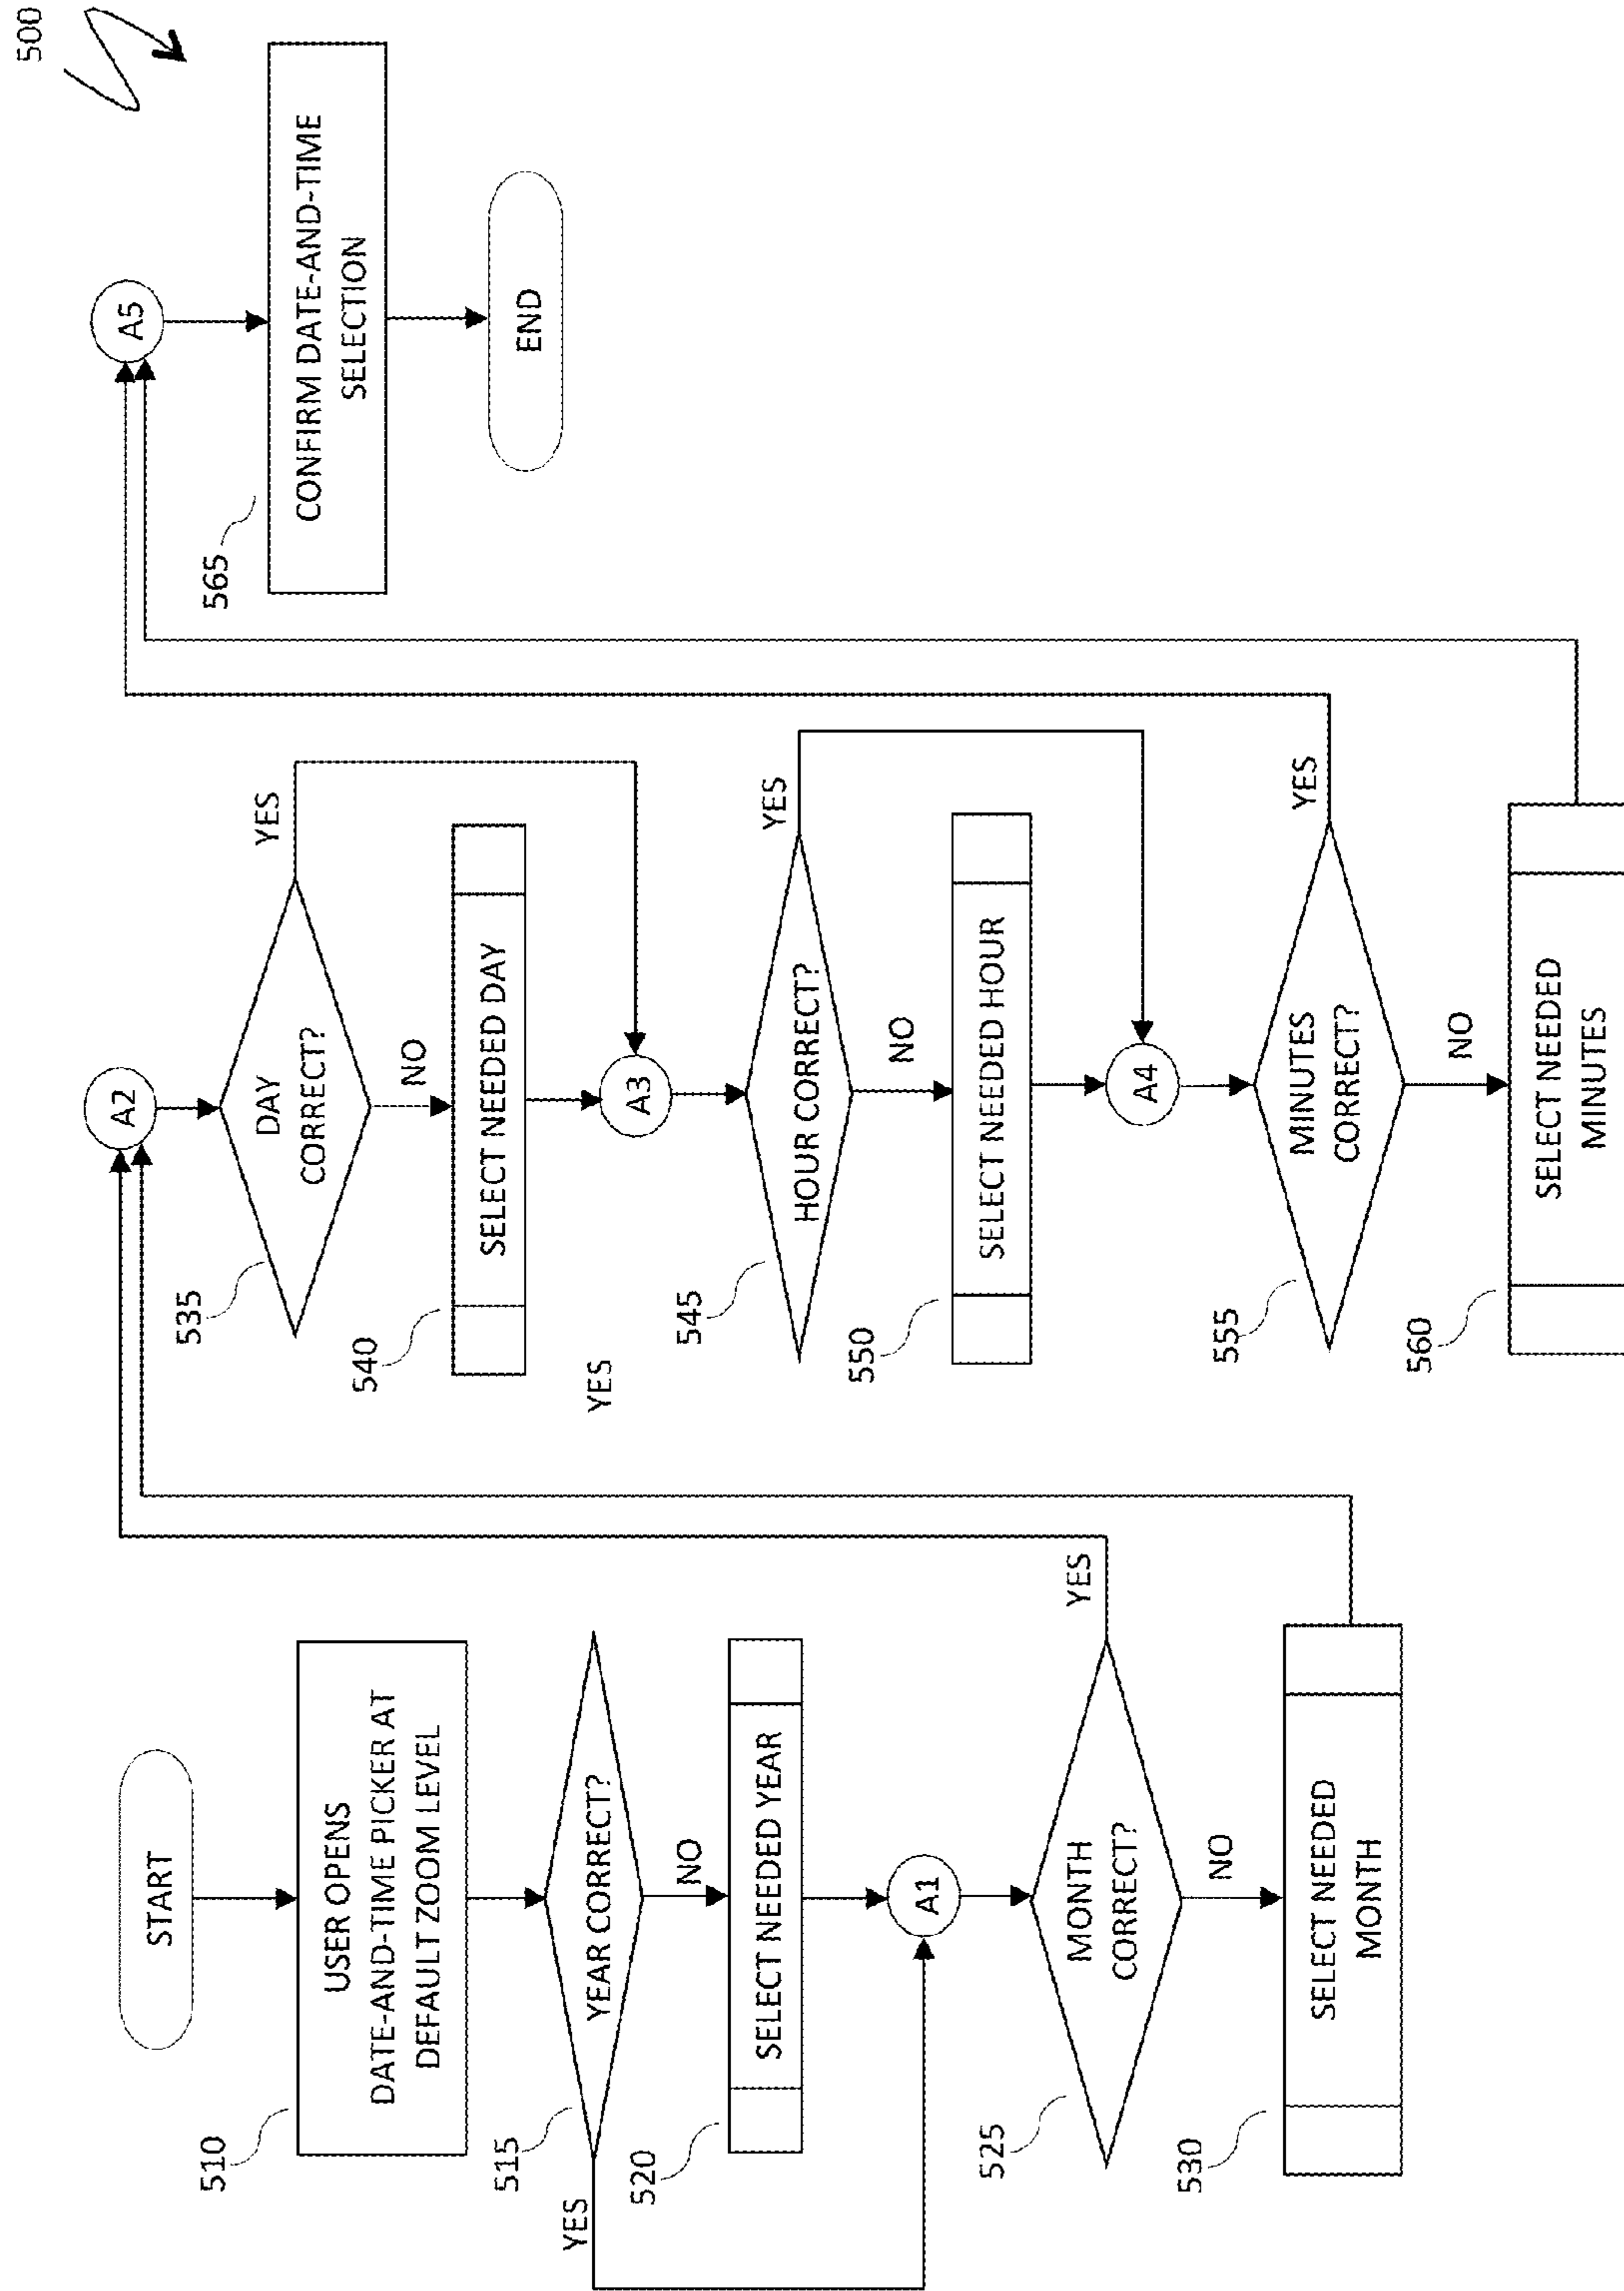 500
START
510
USER OPENS
DATE-AND-TIME PICKER AT
DEFAULT ZOOM LEVEL
515
YEAR CORRECT?
YES
NO
520
SELECT NEEDED YEAR
A1
525
MONTH
CORRECT?
YES
NO
530
SELECT NEEDED
MONTH
A2
535
DAY
CORRECT?
YES
NO
540
SELECT NEEDED DAY
YES
A3
545
HOUR CORRECT?
YES
NO
550
SELECT NEEDED HOUR
A4
555
MINUTES
CORRECT?
YES
NO
560
SELECT NEEDED
MINUTES
A5
565
CONFIRM DATE-AND-TIME
SELECTION
END